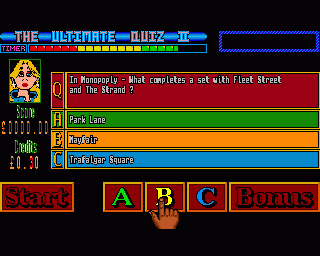 THE ULTIMATE QUIZ II
TIMER
Q
In Monopoly - What completes a set with Fleet Street
and The Strand ?
A
Park Lane
B
Mayfair
C
Trafalgar Square
Score
£0000.00
Credits
£0.30
Start
A
B
C
Bonus